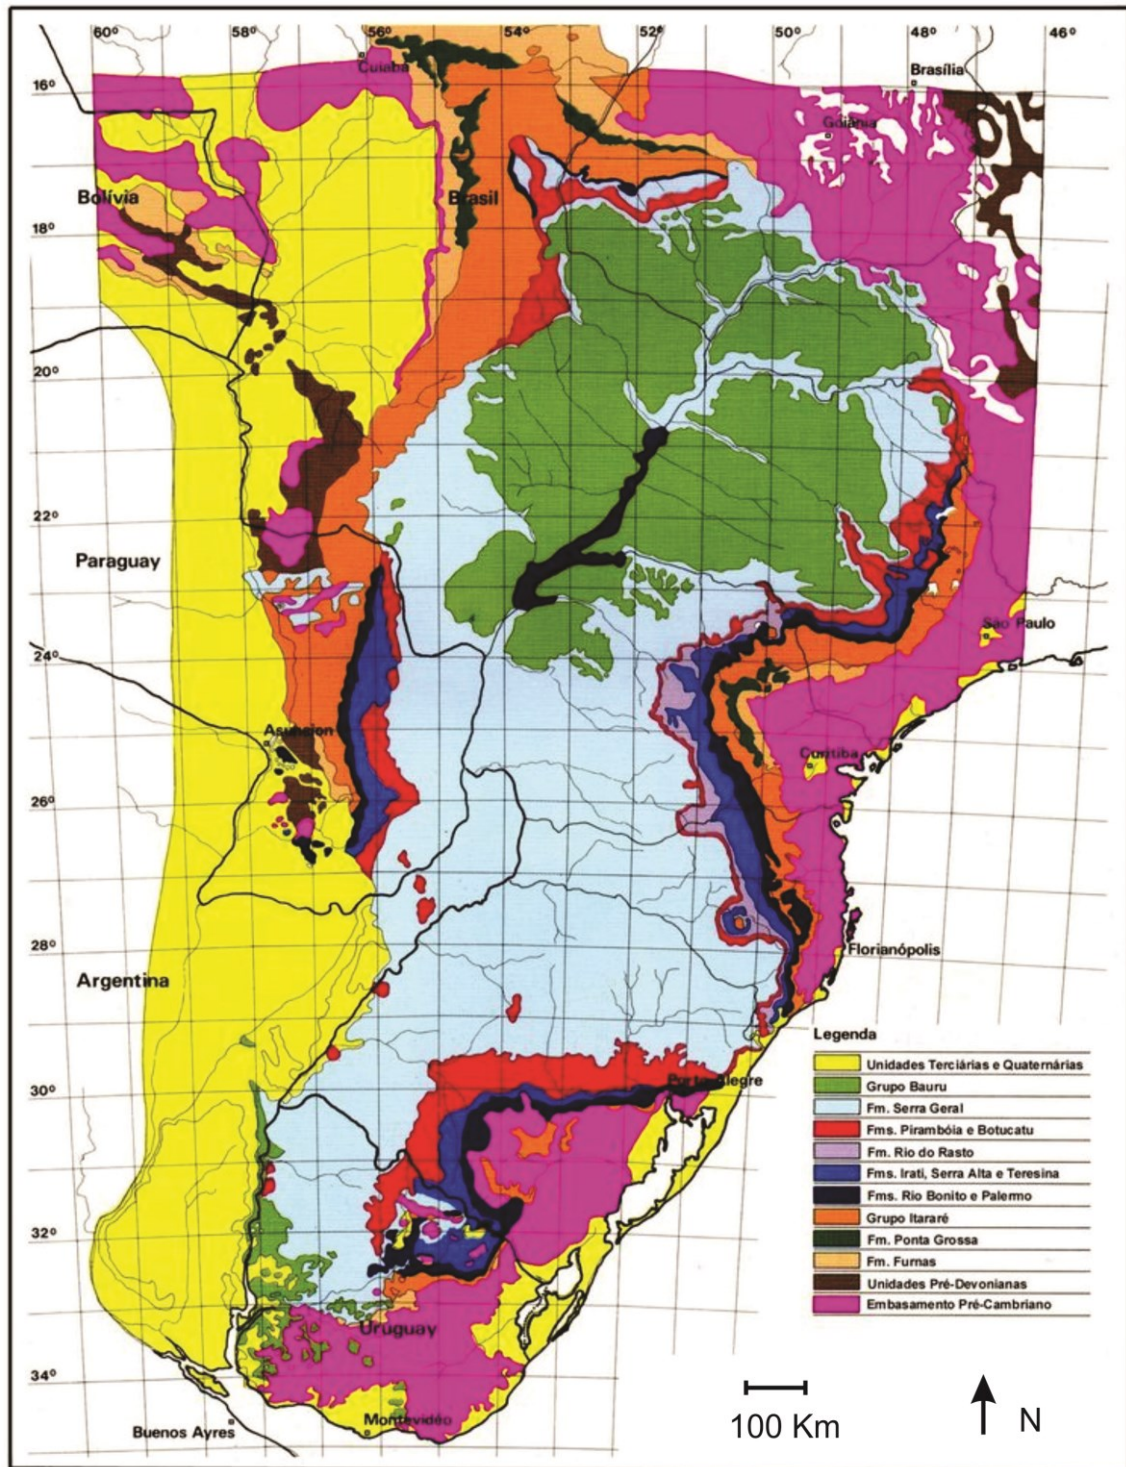 60° 58° 56° 54° 52° 50° 48° 46°
Cuiabá
Brasília
16°
Goiânia
Bolívia
Brasil
18°
20°
22°
Paraguay
São Paulo
24°
Asuncion
Curitiba
26°
28°
Florianópolis
Argentina
Legenda
Unidades Terciárias e Quaternárias
Grupo Bauru
Fm. Serra Geral
Fms. Pirambóia e Botucatu
Fm. Rio do Rasto
Fms. Irati, Serra Alta e Teresina
Fms. Rio Bonito e Palermo
Grupo Itararé
Fm. Ponta Grossa
Fm. Furnas
Unidades Pré-Devonianas
Embasamento Pré-Cambriano
30°
Porto Alegre
32°
Uruguay
34°
Montevidéo
Buenos Ayres
100 Km
N